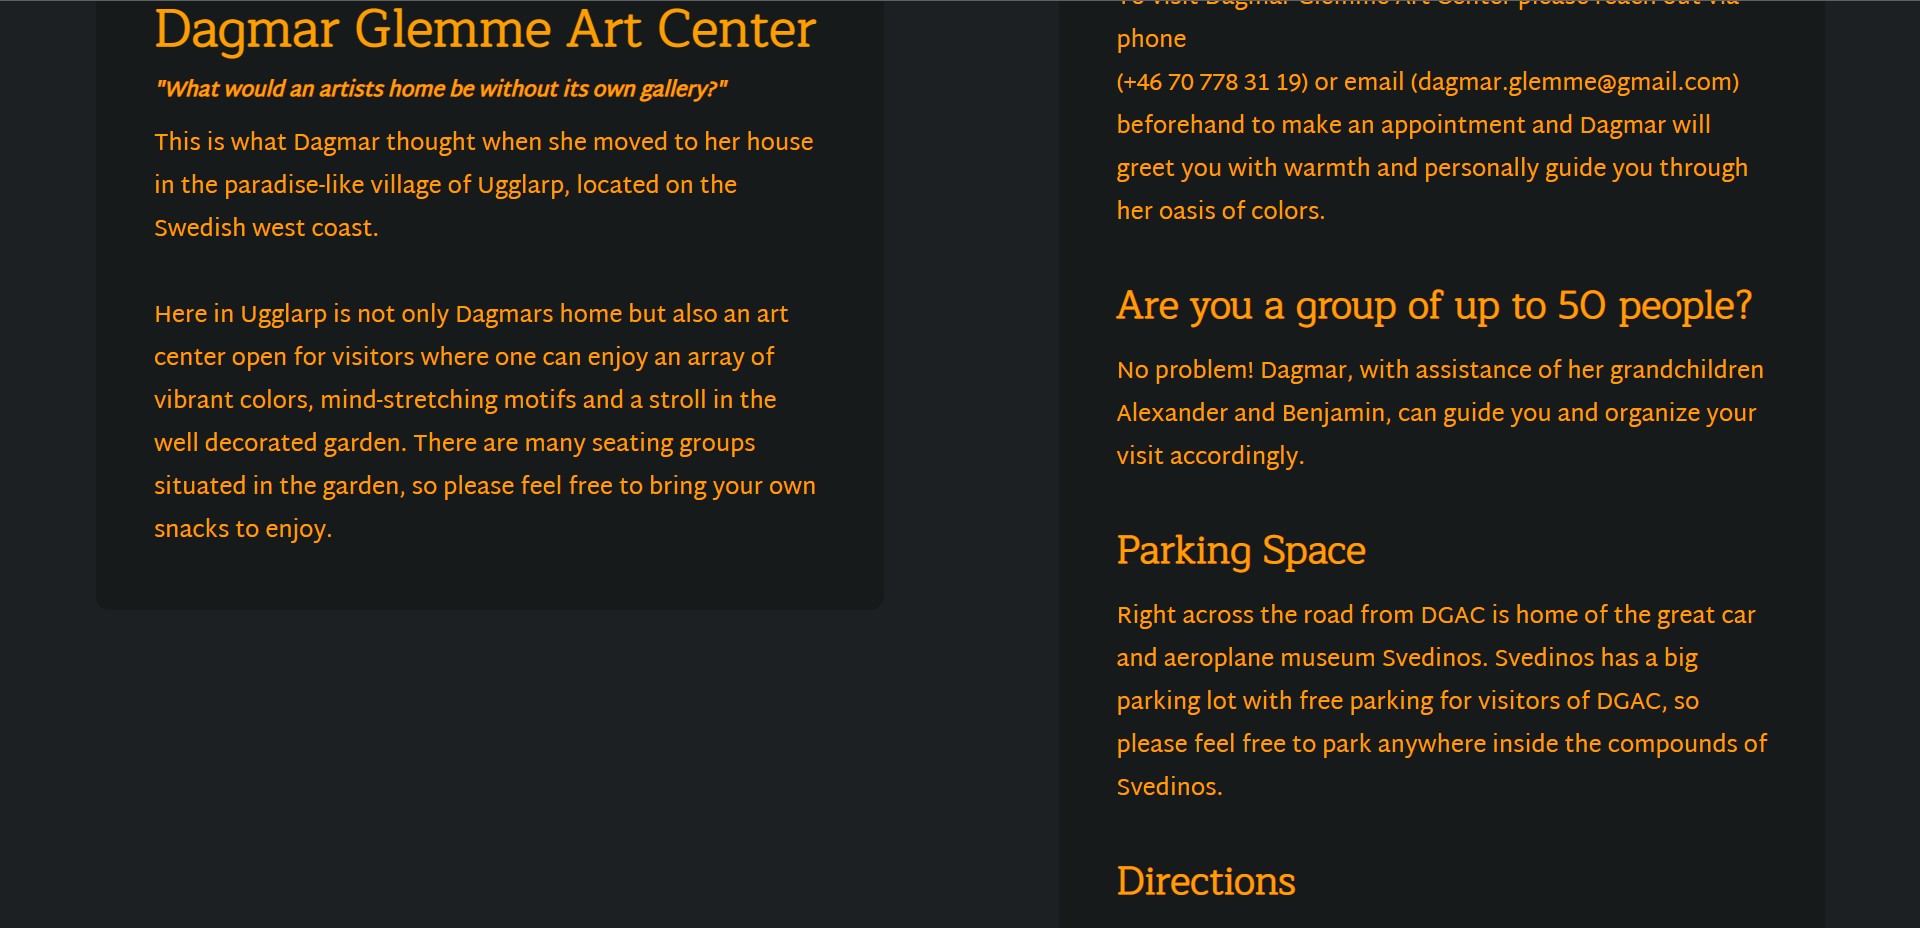 Dagmar Glemme Art Center
"What would an artists home be without its own gallery?"
This is what Dagmar thought when she moved to her house
in the paradise-like village of Ugglarp, located on the
Swedish west coast.
Here in Ugglarp is not only Dagmars home but also an art
center open for visitors where one can enjoy an array of
vibrant colors, mind-stretching motifs and a stroll in the
well decorated garden. There are many seating groups
situated in the garden, so please feel free to bring your own
snacks to enjoy.
To visit Dagmar Glemme Art Center please reach out via
phone
(+46 70 778 31 19) or email (dagmar.glemme@gmail.com)
beforehand to make an appointment and Dagmar will
greet you with warmth and personally guide you through
her oasis of colors.
Are you a group of up to 50 people?
No problem! Dagmar, with assistance of her grandchildren
Alexander and Benjamin, can guide you and organize your
visit accordingly.
Parking Space
Right across the road from DGAC is home of the great car
and aeroplane museum Svedinos. Svedinos has a big
parking lot with free parking for visitors of DGAC, so
please feel free to park anywhere inside the compounds of
Svedinos.
Directions